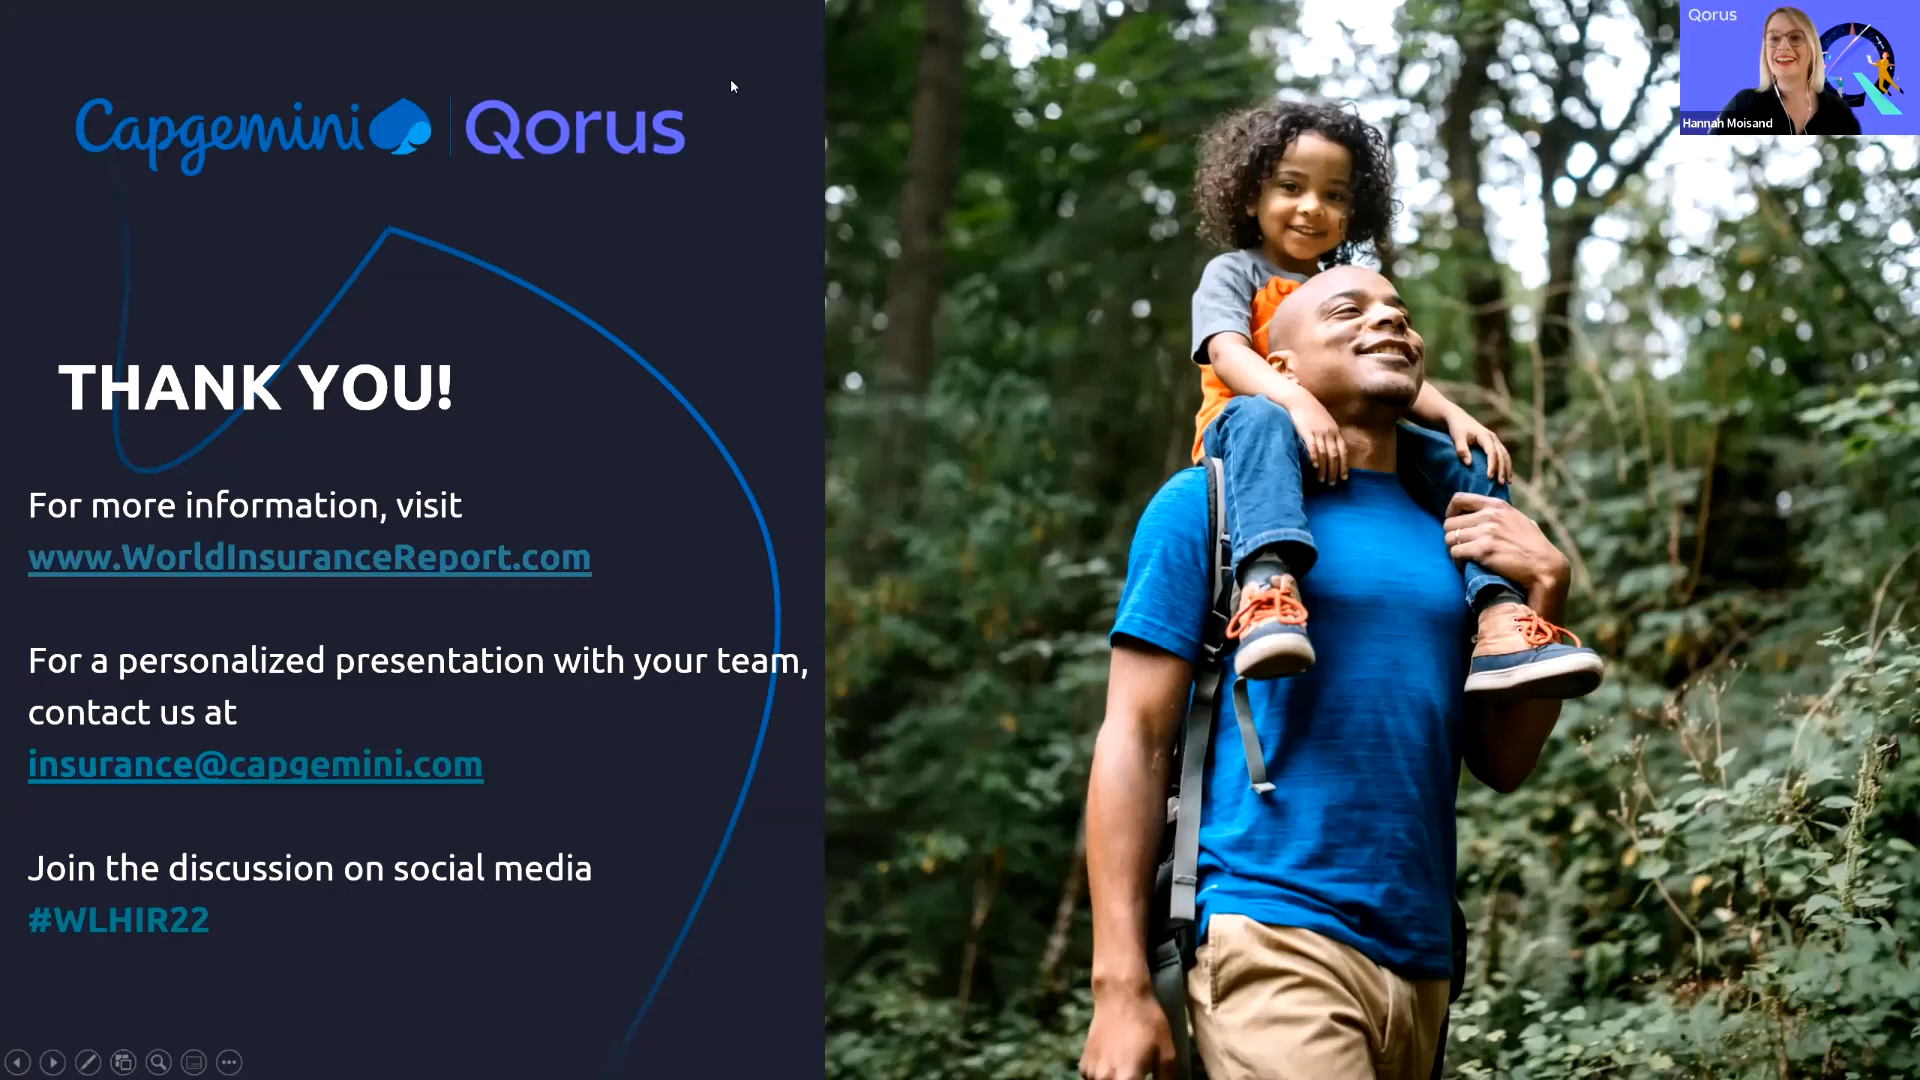 Capgemini
Qorus
THANK YOU!
For more information, visit
www.WorldInsuranceReport.com
For a personalized presentation with your team,
contact us at
insurance@capgemini.com
Join the discussion on social media
#WLHIR22
Qorus
Hannah Moisand